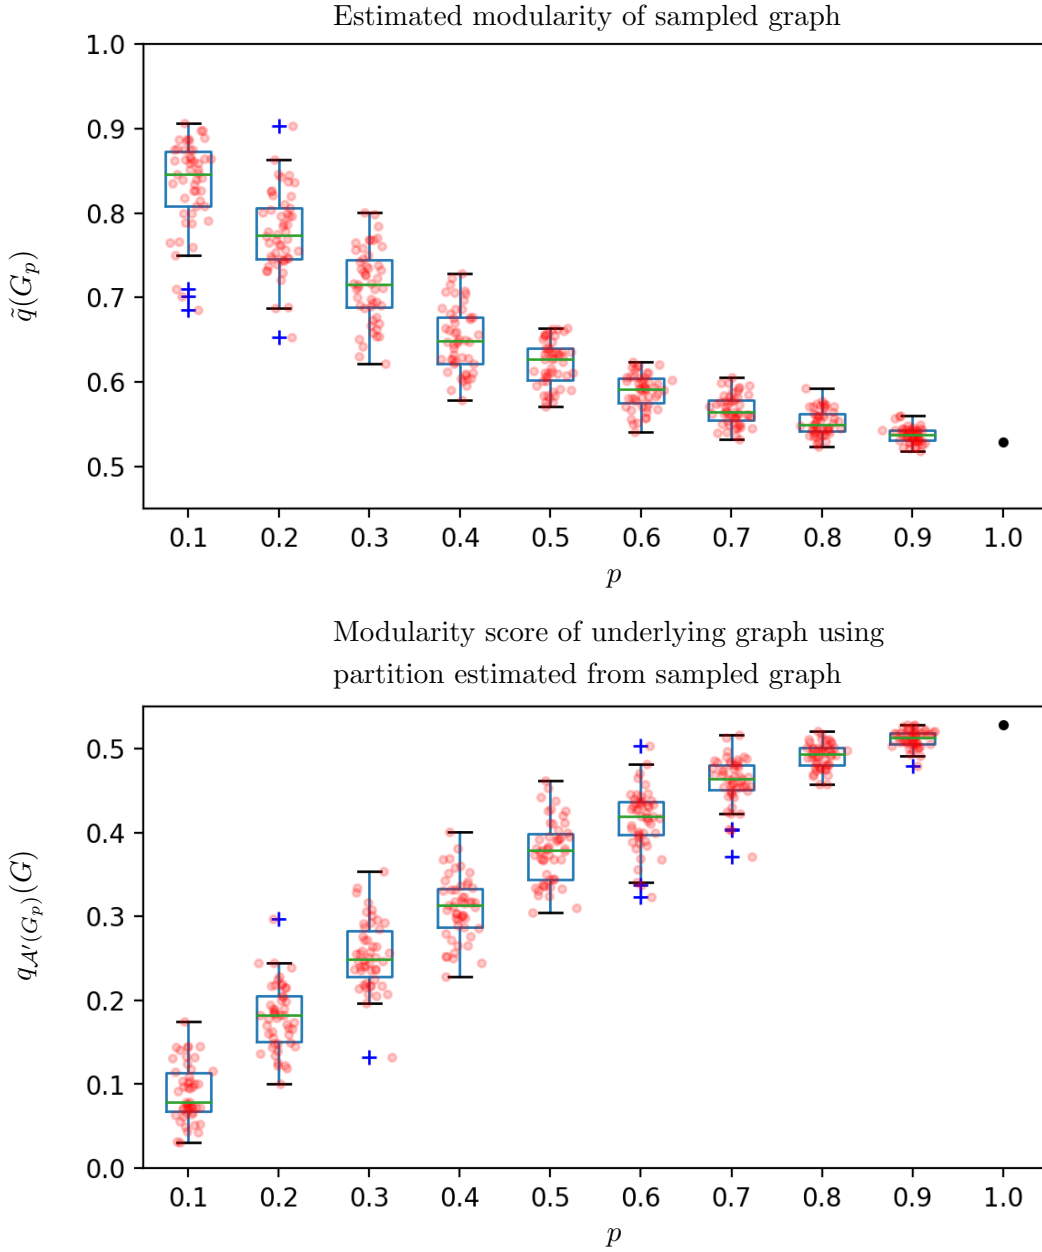 Estimated modularity of sampled graph
1.0
0.9
0.8
0.7
0.6
0.5
q̃(G_p)
0.1 0.2 0.3 0.4 0.5 0.6 0.7 0.8 0.9 1.0
p
Modularity score of underlying graph using
partition estimated from sampled graph
0.5
0.4
0.3
0.2
0.1
0.0
q_{𝒜′(G_p)}(G)
0.1 0.2 0.3 0.4 0.5 0.6 0.7 0.8 0.9 1.0
p